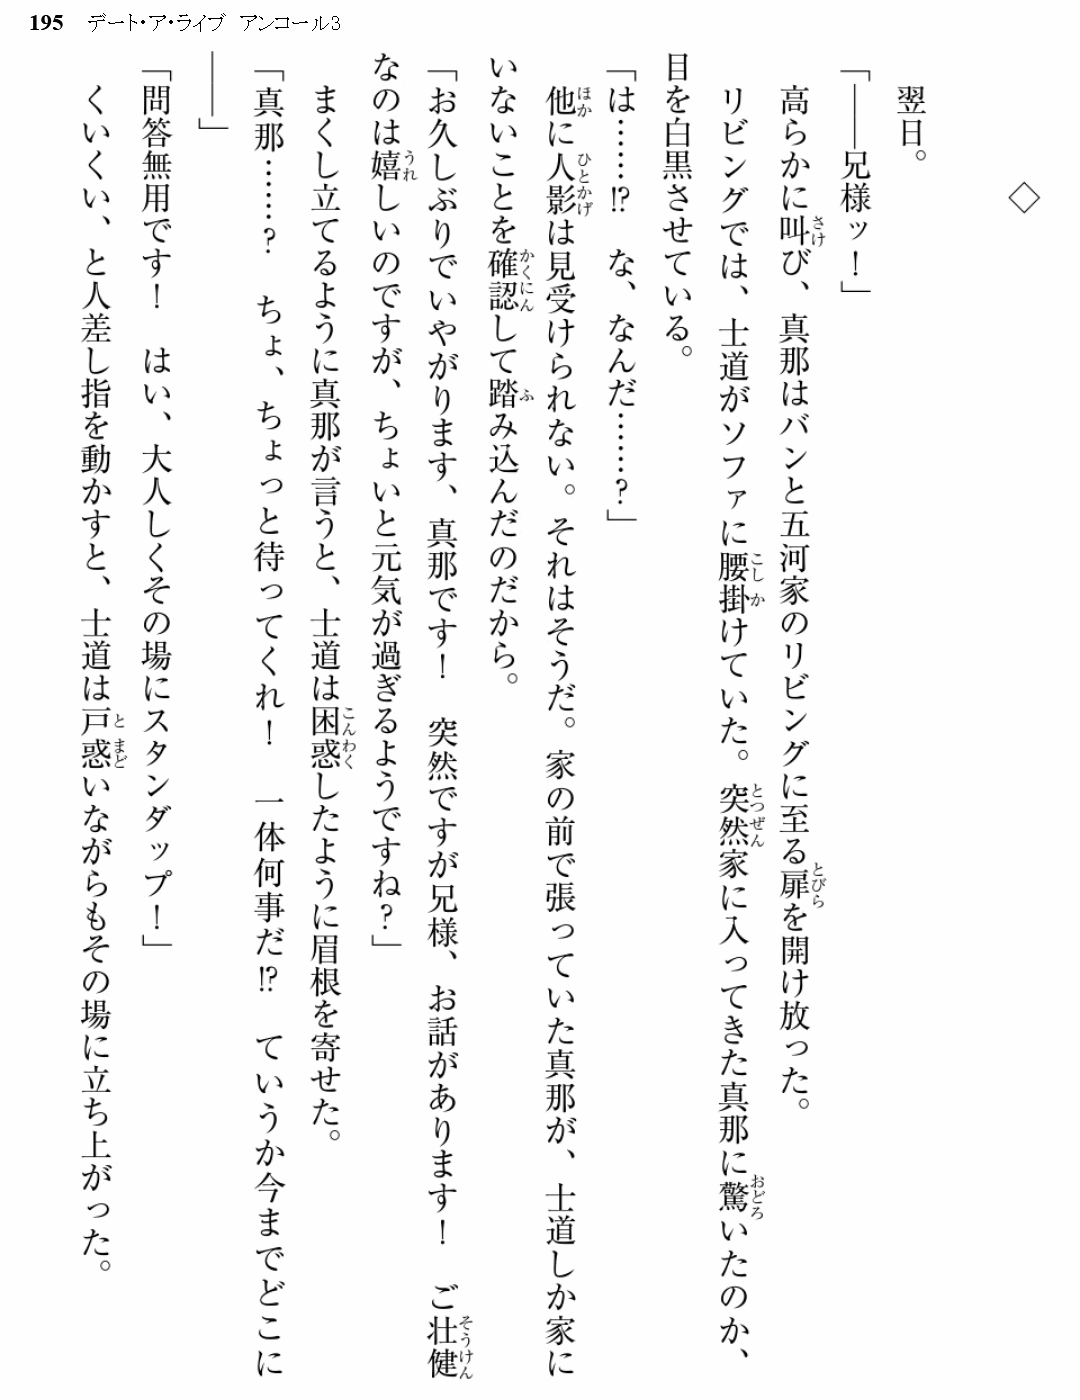 195 デート・ア・ライブ アンコール3
◇
翌日。
「――兄様ッ！」
高らかに叫び、真那はバンと五河家のリビングに至る扉を開け放った。
リビングでは、士道がソファに腰掛けていた。突然家に入ってきた真那に驚いたのか、
目を白黒させている。
「は……!? な、なんだ……？」
他に人影は見受けられない。それはそうだ。家の前で張っていた真那が、士道しか家に
いないことを確認して踏み込んだのだから。
「お久しぶりでいやがります、真那です！ 突然ですが兄様、お話があります！ ご壮健
なのは嬉しいのですが、ちょいと元気が過ぎるようですね？」
まくし立てるように真那が言うと、士道は困惑したように眉根を寄せた。
「真那……？ ちょ、ちょっと待ってくれ！ 一体何事だ!? ていうか今までどこに
――」
「問答無用です！ はい、大人しくその場にスタンダップ！」
くいくい、と人差し指を動かすと、士道は戸惑いながらもその場に立ち上がった。